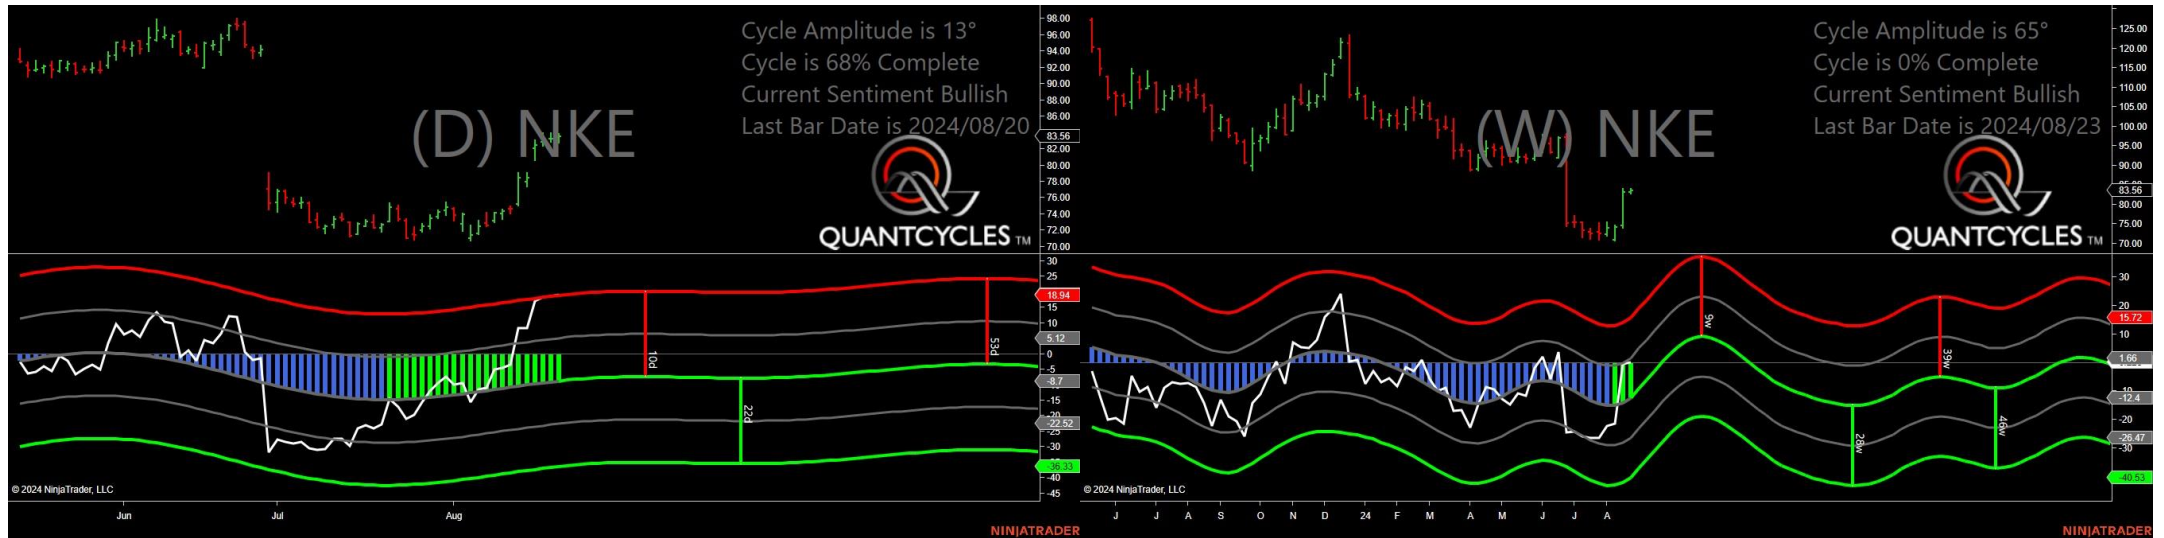 Cycle Amplitude is 13°
Cycle is 68% Complete
Current Sentiment Bullish
Last Bar Date is 2024/08/20
(D) NKE
QUANTCYCLES TM
98.00
96.00
94.00
92.00
90.00
88.00
86.00
83.56
82.00
80.00
78.00
76.00
74.00
72.00
70.00
30
25
18.94
15
10
5.12
0
-5
-8.7
-15
-22.52
-25
-30
-36.33
-40
-45
10d
22d
53d
© 2024 NinjaTrader, LLC
Jun Jul Aug
NINJATRADER
Cycle Amplitude is 65°
Cycle is 0% Complete
Current Sentiment Bullish
Last Bar Date is 2024/08/23
(W) NKE
QUANTCYCLES TM
125.00
120.00
115.00
110.00
105.00
100.00
95.00
90.00
83.56
80.00
75.00
70.00
30
20
15.72
10
1.66
-12.4
-20
-26.47
-30
-40.53
9w
28w
39w
46w
© 2024 NinjaTrader, LLC
J J A S O N D 24 F M A M J J A
NINJATRADER